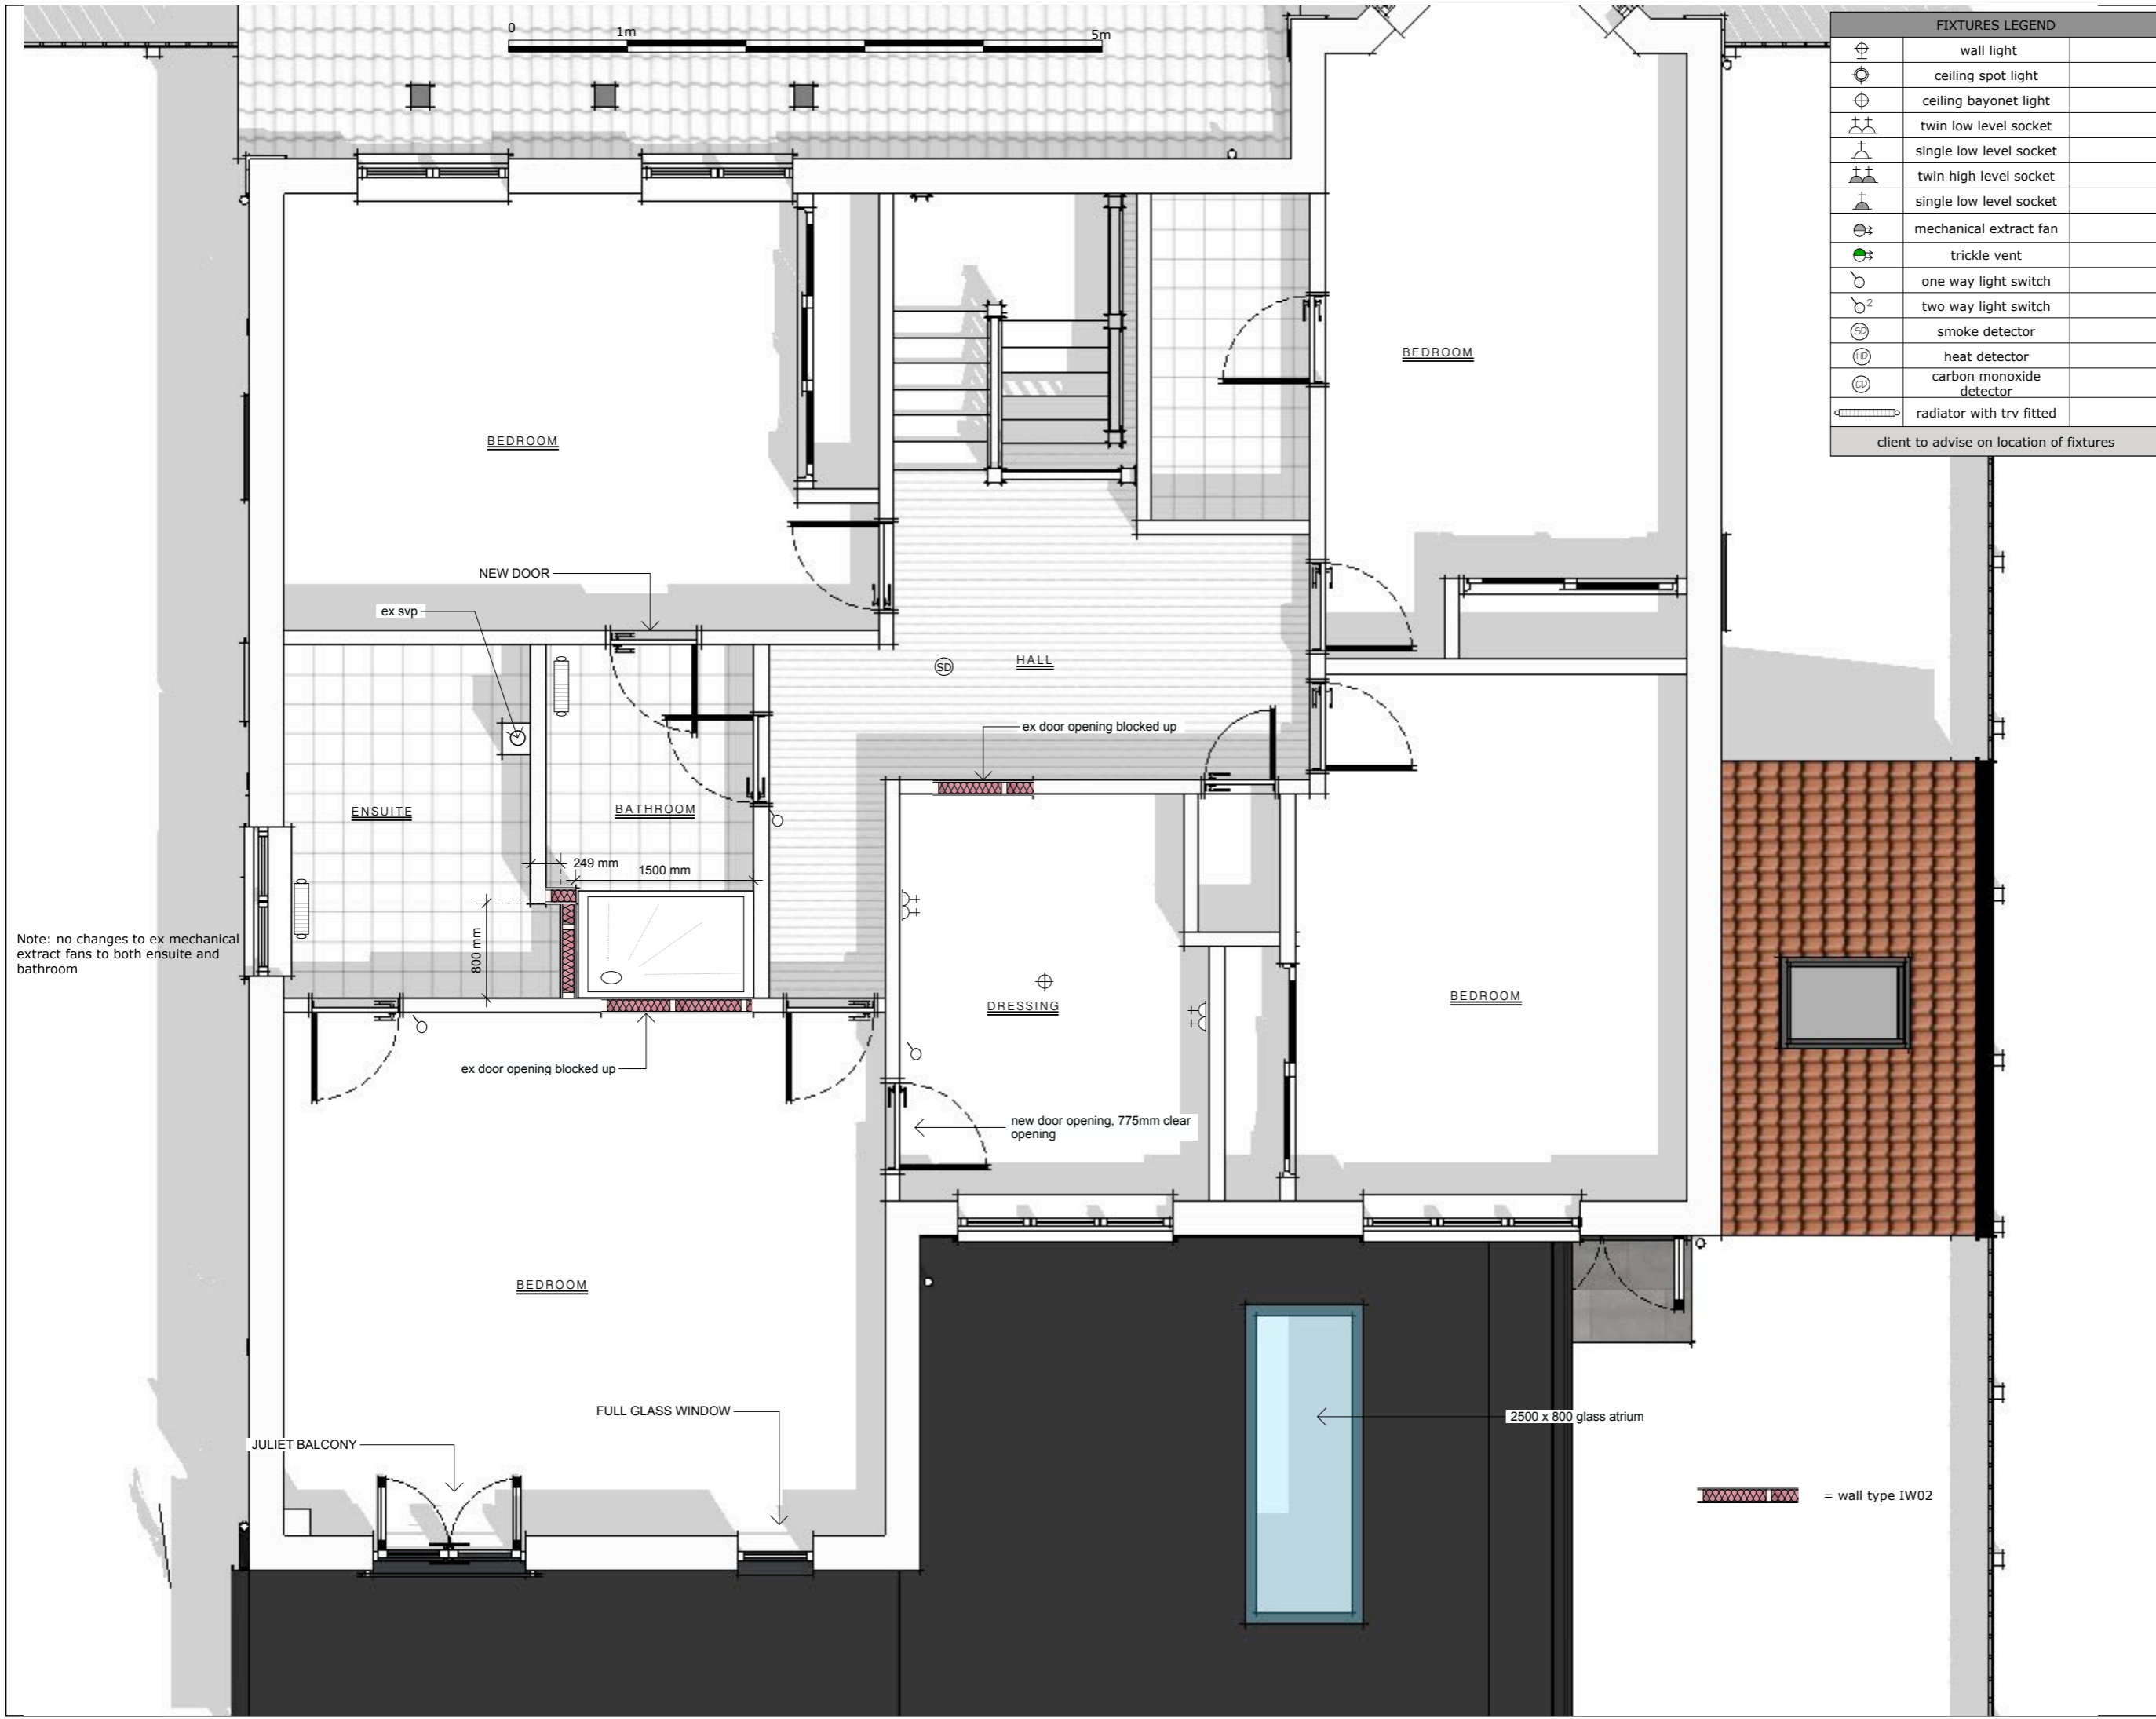 0
1m
5m
FIXTURES LEGEND
wall light
ceiling spot light
ceiling bayonet light
twin low level socket
single low level socket
twin high level socket
single low level socket
mechanical extract fan
trickle vent
one way light switch
2
two way light switch
SD
smoke detector
HD
heat detector
CD
carbon monoxide
detector
radiator with trv fitted
client to advise on location of fixtures
BEDROOM
BEDROOM
NEW DOOR
ex svp
SD
HALL
ex door opening blocked up
ENSUITE
BATHROOM
249 mm
1500 mm
800 mm
Note: no changes to ex mechanical
extract fans to both ensuite and
bathroom
DRESSING
BEDROOM
ex door opening blocked up
new door opening, 775mm clear
opening
BEDROOM
FULL GLASS WINDOW
JULIET BALCONY
2500 x 800 glass atrium
= wall type IW02